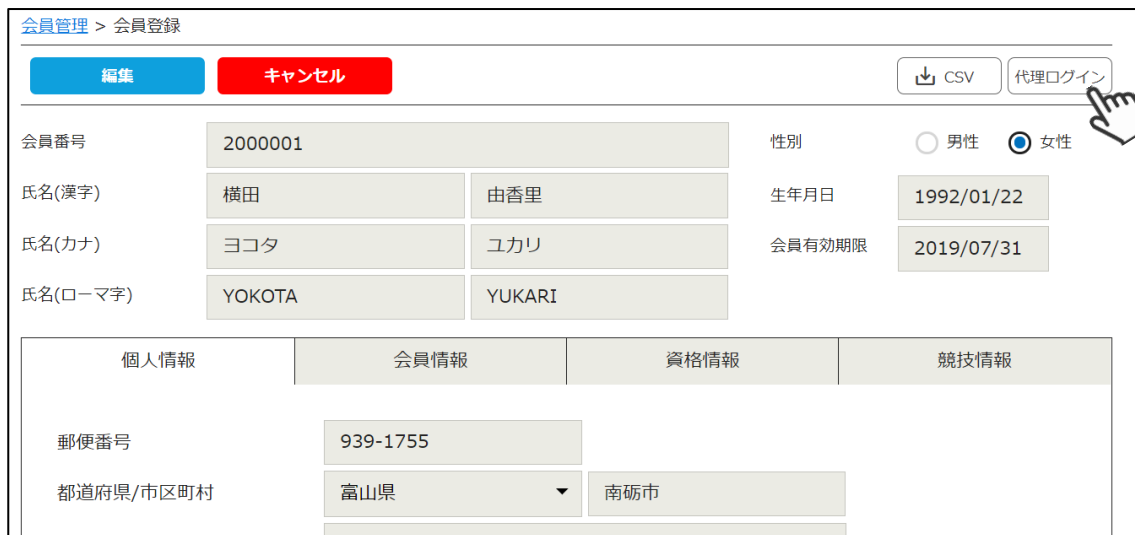 会員管理 > 会員登録
編集 キャンセル CSV 代理ログイン
会員番号 2000001 性別 男性 女性
氏名(漢字) 横田 由香里 生年月日 1992/01/22
氏名(カナ) ヨコタ ユカリ 会員有効期限 2019/07/31
氏名(ローマ字) YOKOTA YUKARI
個人情報 会員情報 資格情報 競技情報
郵便番号 939-1755
都道府県/市区町村 富山県 南砺市